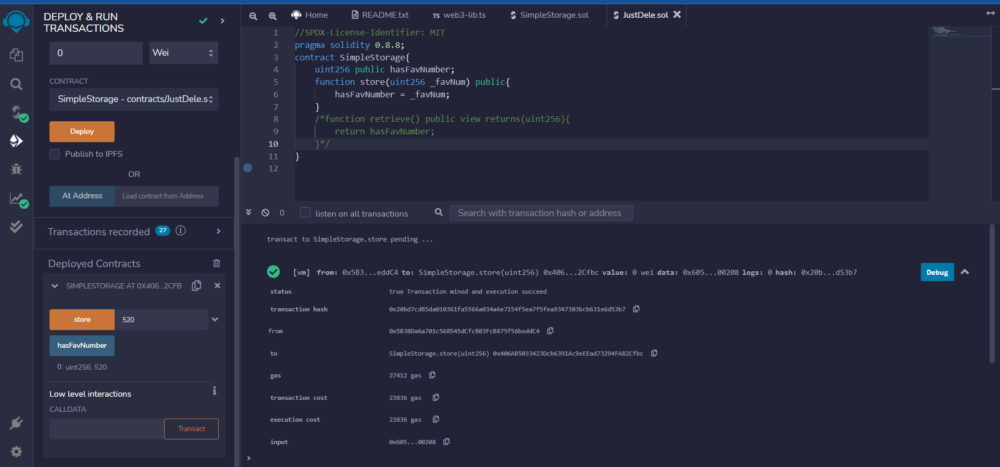 DEPLOY & RUN
TRANSACTIONS
0
Wei
CONTRACT
SimpleStorage - contracts/JustDele.s
Deploy
Publish to IPFS
OR
At Address
Load contract from Address
Transactions recorded 27
Deployed Contracts
SIMPLESTORAGE AT 0X406...2CFB
store
520
hasFavNumber
0: uint256: 520
Low level interactions
CALLDATA
Transact
Home
README.txt
TS web3-lib.ts
SimpleStorage.sol
JustDele.sol
1 //SPDX-License-Identifier: MIT
2 pragma solidity 0.8.8;
3 contract SimpleStorage{
4 uint256 public hasFavNumber;
5 function store(uint256 _favNum) public{
6 hasFavNumber = _favNum;
7 }
8 /*function retrieve() public view returns(uint256){
9 return hasFavNumber;
10 }*/
11 }
12
0
listen on all transactions
Search with transaction hash or address
transact to SimpleStorage.store pending ...
[vm] from: 0x5B3...eddC4 to: SimpleStorage.store(uint256) 0x406...2Cfbc value: 0 wei data: 0x605...00208 logs: 0 hash: 0x20b...d53b7
Debug
status true Transaction mined and execution succeed
transaction hash 0x20bd7cd85da010361fa5566a034a6e7154f5ea7f5fea9347303bcb631e6d53b7
from 0x5B38Da6a701c568545dCfcB03FcB875f56beddC4
to SimpleStorage.store(uint256) 0x406AB5033423Dcb6391Ac9eEEad73294FA82Cfbc
gas 27412 gas
transaction cost 23836 gas
execution cost 23836 gas
input 0x605...00208
>